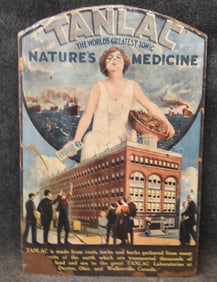 "TANLAC"
THE WORLD'S GREATEST TONIC
NATURE'S MEDICINE
TANLAC is made from roots, barks and herbs gathered from many
parts of the earth which are transported thousands of
land and sea to the great TANLAC Laboratories at
Dayton, Ohio and Walkerville Canada.